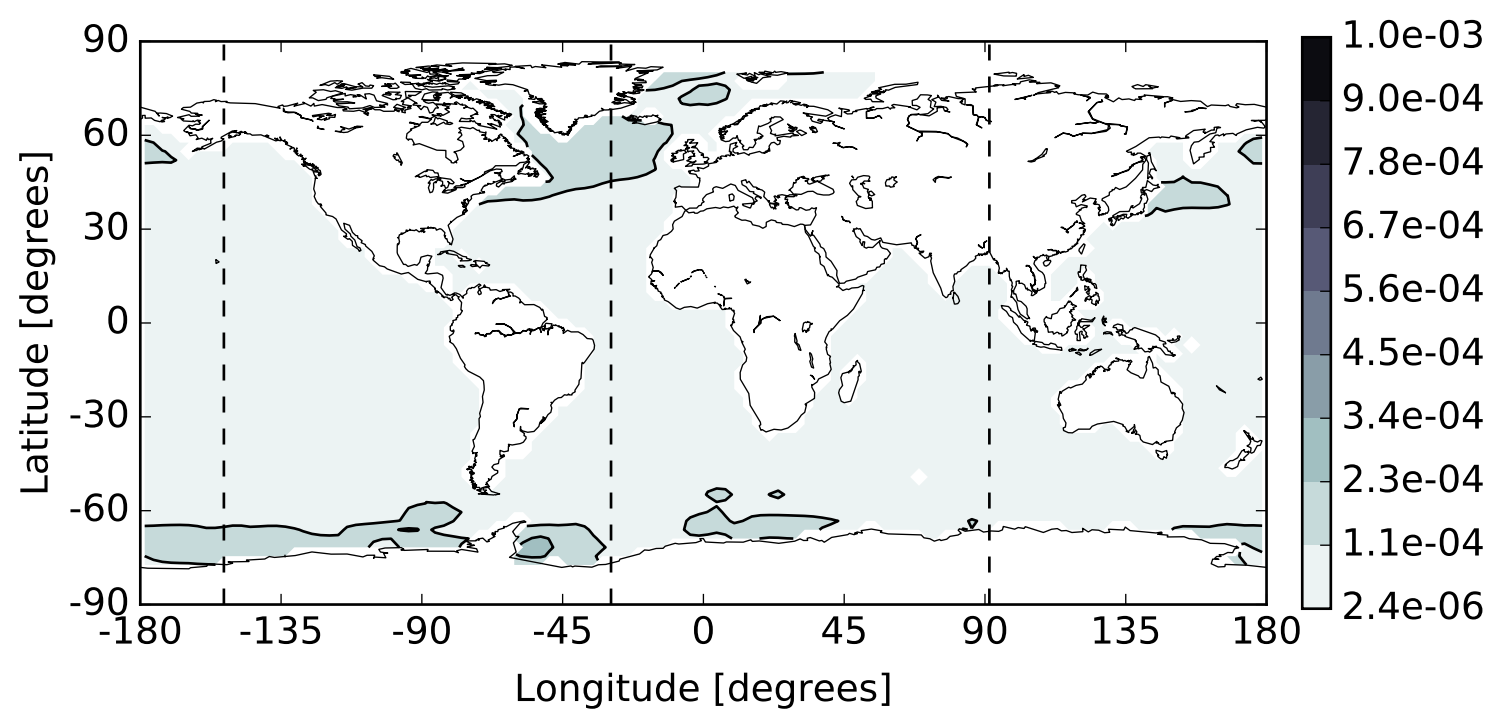 90
60
30
0
-30
-60
-90
Latitude [degrees]
-180 -135 -90 -45 0 45 90 135 180
Longitude [degrees]
1.0e-03
9.0e-04
7.8e-04
6.7e-04
5.6e-04
4.5e-04
3.4e-04
2.3e-04
1.1e-04
2.4e-06